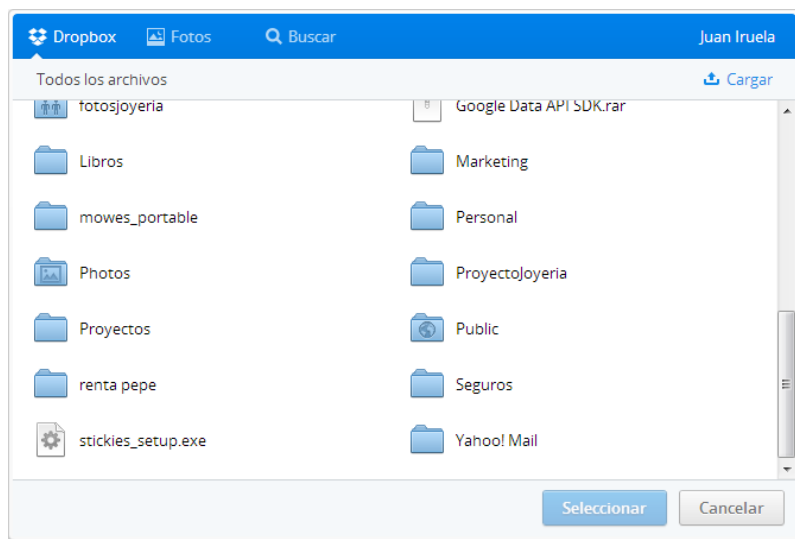 Dropbox Fotos Buscar Juan Iruela
Todos los archivos Cargar
fotosjoyeria Google Data API SDK.rar
Libros Marketing
mowes_portable Personal
Photos ProyectoJoyeria
Proyectos Public
renta pepe Seguros
stickies_setup.exe Yahoo! Mail
Seleccionar Cancelar